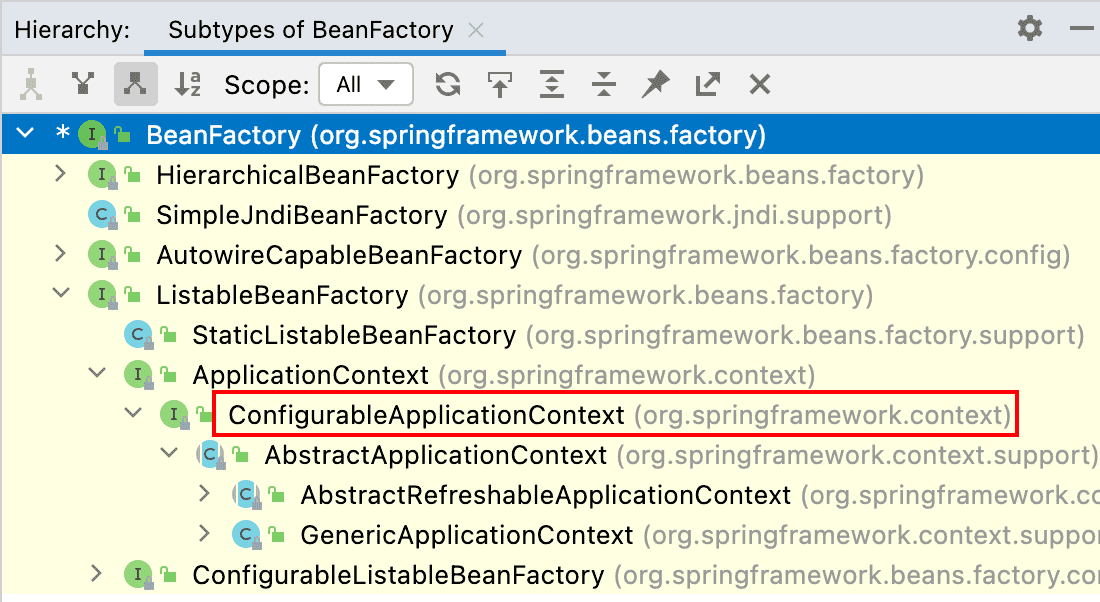 Hierarchy: Subtypes of BeanFactory
Scope: All
* I BeanFactory (org.springframework.beans.factory)
I HierarchicalBeanFactory (org.springframework.beans.factory)
C SimpleJndiBeanFactory (org.springframework.jndi.support)
I AutowireCapableBeanFactory (org.springframework.beans.factory.config)
I ListableBeanFactory (org.springframework.beans.factory)
C StaticListableBeanFactory (org.springframework.beans.factory.support)
I ApplicationContext (org.springframework.context)
I ConfigurableApplicationContext (org.springframework.context)
C AbstractApplicationContext (org.springframework.context.support)
C AbstractRefreshableApplicationContext (org.springframework.co
C GenericApplicationContext (org.springframework.context.suppor
I ConfigurableListableBeanFactory (org.springframework.beans.factory.con